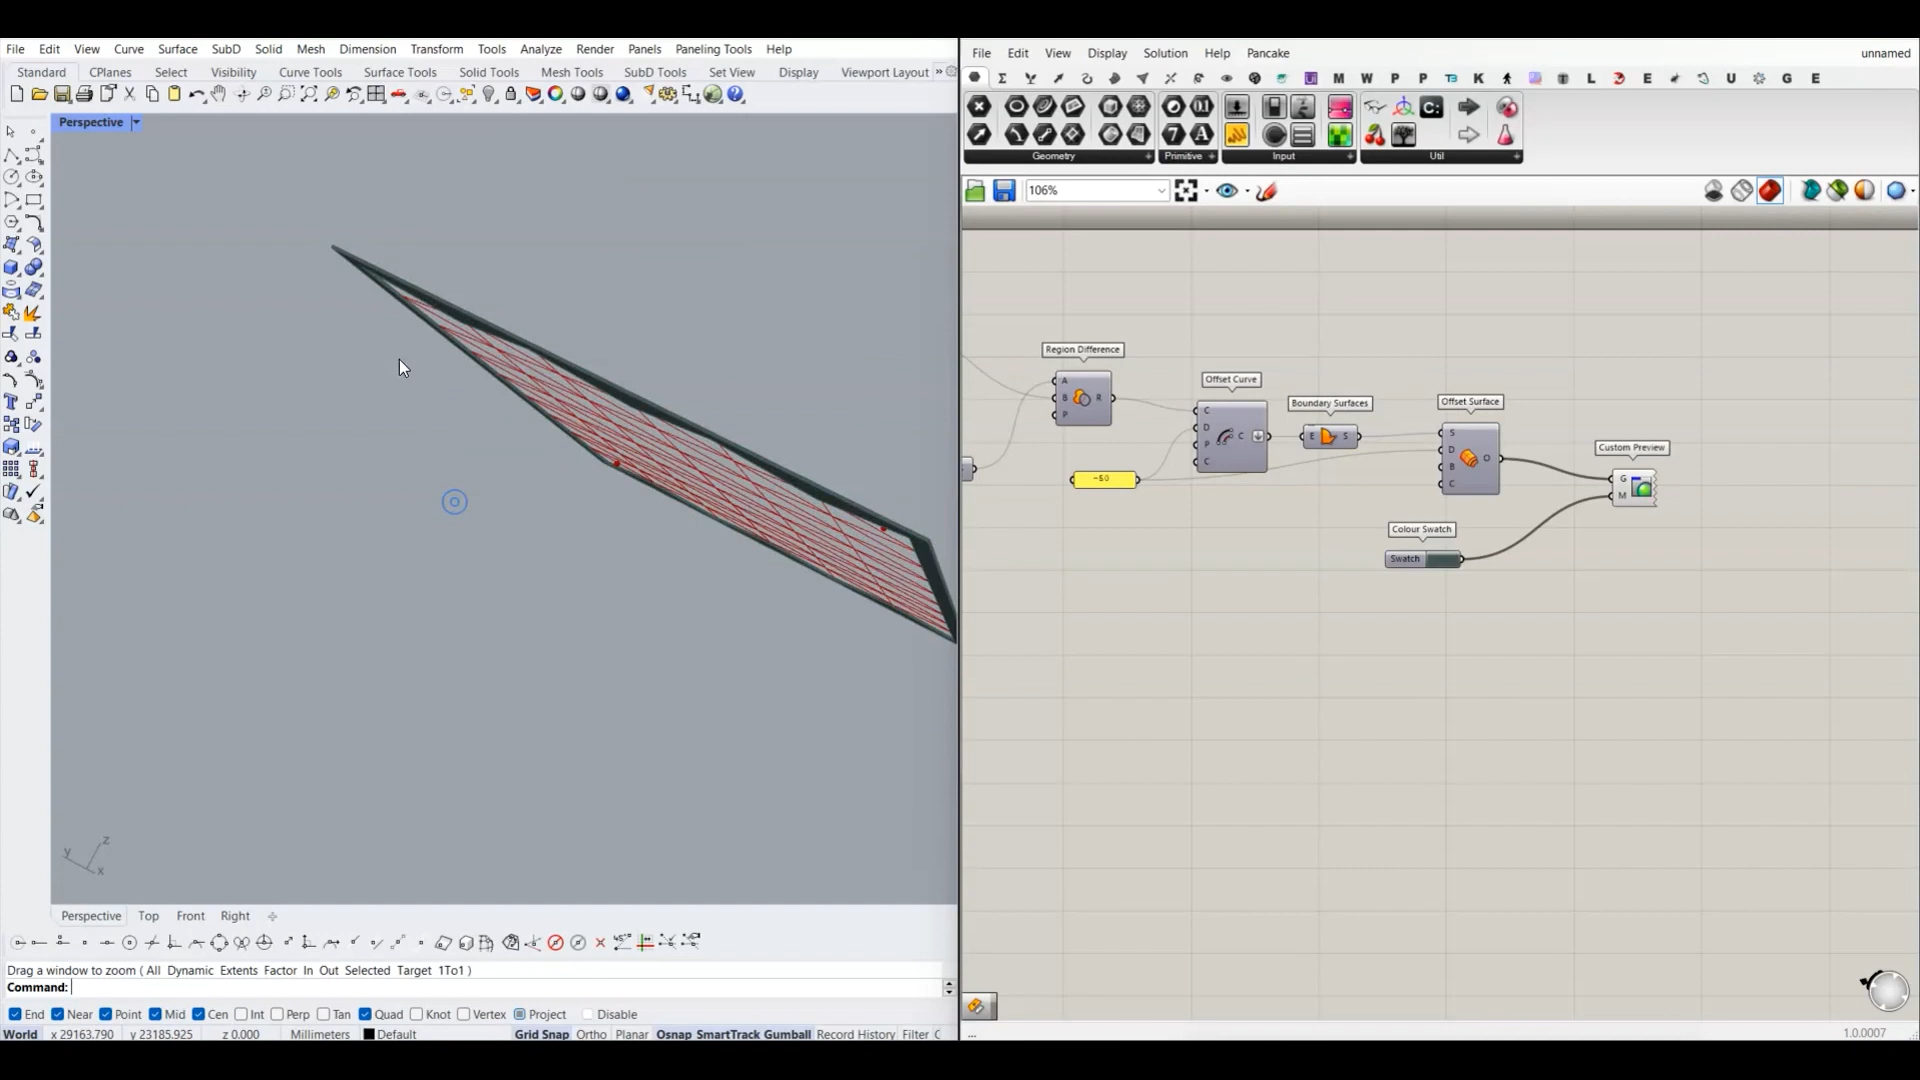 File Edit View Curve Surface SubD Solid Mesh Dimension Transform Tools Analyze Render Panels Paneling Tools Help
Standard CPlanes Select Visibility Curve Tools Surface Tools Solid Tools Mesh Tools SubD Tools Set View Display Viewport Layout »
Perspective
z
y
x
Perspective Top Front Right
Drag a window to zoom ( All Dynamic Extents Factor In Out Selected Target 1To1 )
Command:
End Near Point Mid Cen Int Perp Tan Quad Knot Vertex Project Disable
World x 29163.790 y 23185.925 z 0.000 Millimeters Default Grid Snap Ortho Planar Osnap SmartTrack Gumball Record History Filter
File Edit View Display Solution Help Pancake unnamed
M W P P K L U G E
Geometry Primitive Input Util
106%
Region Difference
A
B R
P
Offset Curve
C
D
P C
C
Boundary Surfaces
E S
Offset Surface
S
D
B O
C
Custom Preview
G
M
-50
Colour Swatch
Swatch
...
1.0.0007